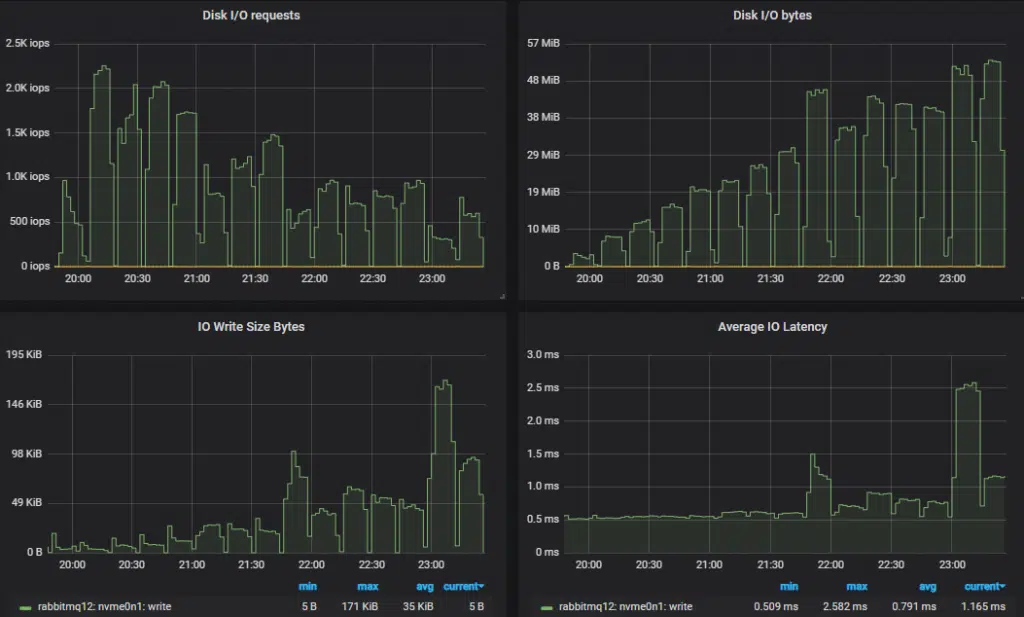 Disk I/O requests
2.5K iops
2.0K iops
1.5K iops
1.0K iops
500 iops
0 iops
20:00 20:30 21:00 21:30 22:00 22:30 23:00
Disk I/O bytes
57 MiB
48 MiB
38 MiB
29 MiB
19 MiB
10 MiB
0 B
20:00 20:30 21:00 21:30 22:00 22:30 23:00
IO Write Size Bytes
195 KiB
146 KiB
98 KiB
49 KiB
0 B
20:00 20:30 21:00 21:30 22:00 22:30 23:00
min max avg current
rabbitmq12: nvme0n1: write 5 B 171 KiB 35 KiB 5 B
Average IO Latency
3.0 ms
2.5 ms
2.0 ms
1.5 ms
1.0 ms
0.5 ms
0 ms
20:00 20:30 21:00 21:30 22:00 22:30 23:00
min max avg current
rabbitmq12: nvme0n1: write 0.509 ms 2.582 ms 0.791 ms 1.165 ms